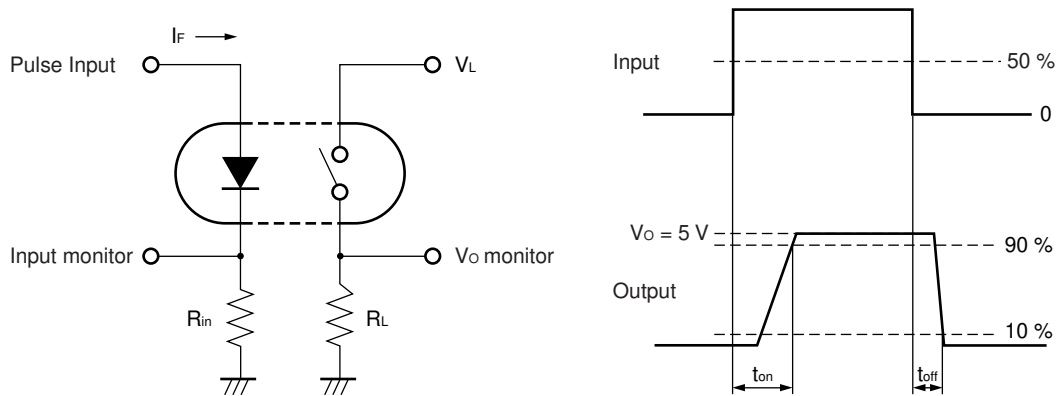 IF
Pulse Input
VL
Input monitor
VO monitor
Rin
RL
Input
50 %
0
VO = 5 V
90 %
Output
10 %
ton
toff